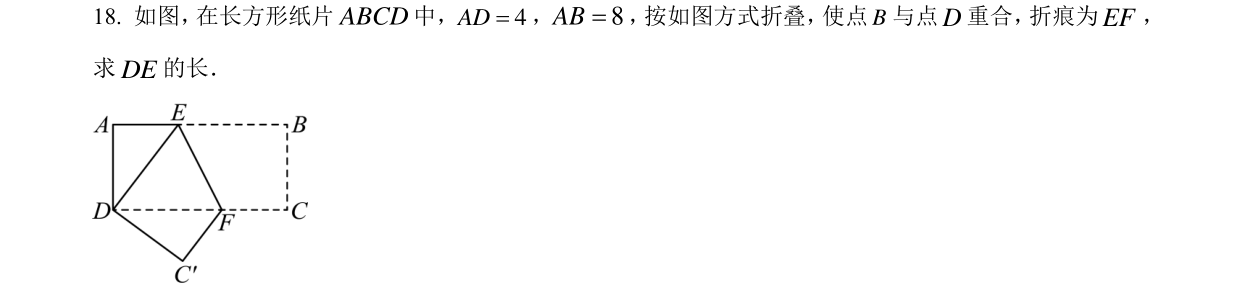 18. 如图,在长方形纸片 ABCD 中, AD = 4 , AB = 8 ,按如图方式折叠,使点 B 与点 D 重合,折痕为 EF ,
求 DE 的长.
A E B
D F C
C′